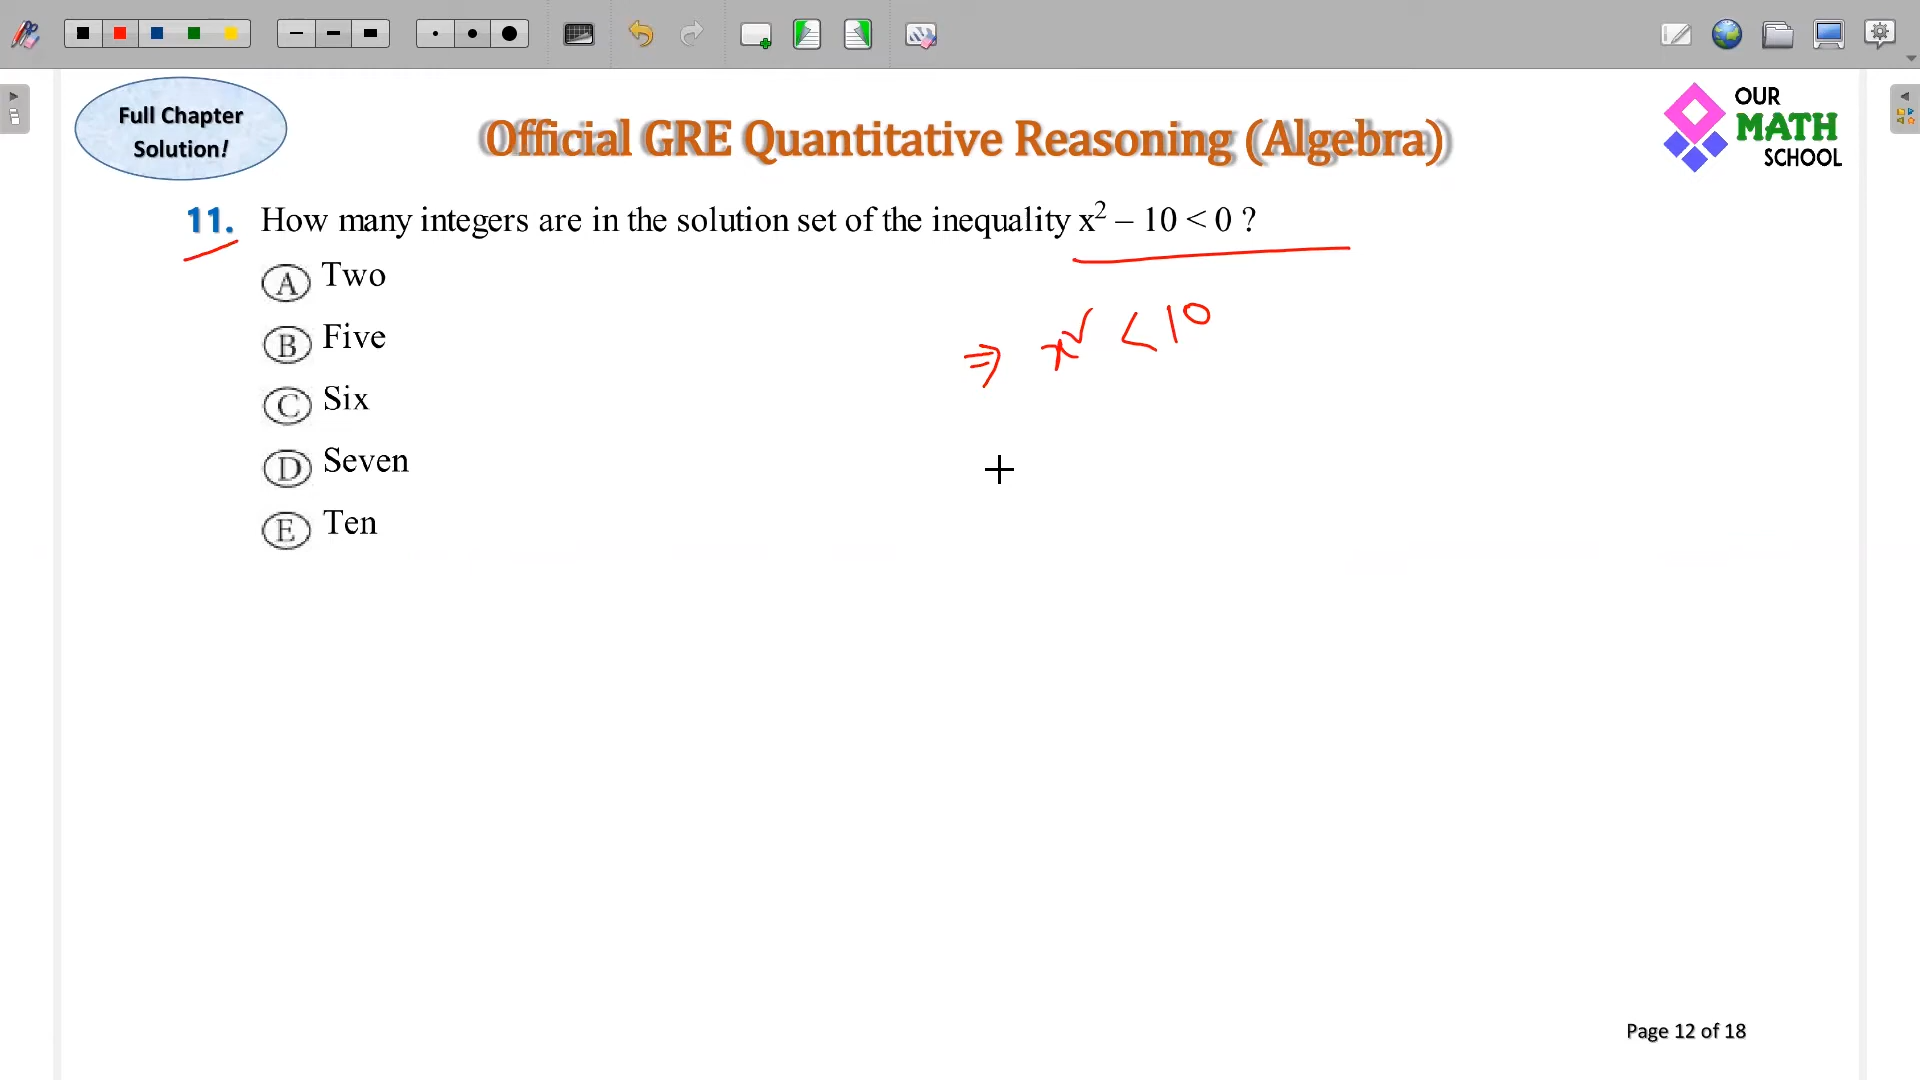 Full Chapter
Solution!
Official GRE Quantitative Reasoning (Algebra)
OUR
MATH
SCHOOL
11. How many integers are in the solution set of the inequality x² – 10 < 0 ?
A Two
B Five
C Six
D Seven
E Ten
⇒ x² < 10
Page 12 of 18